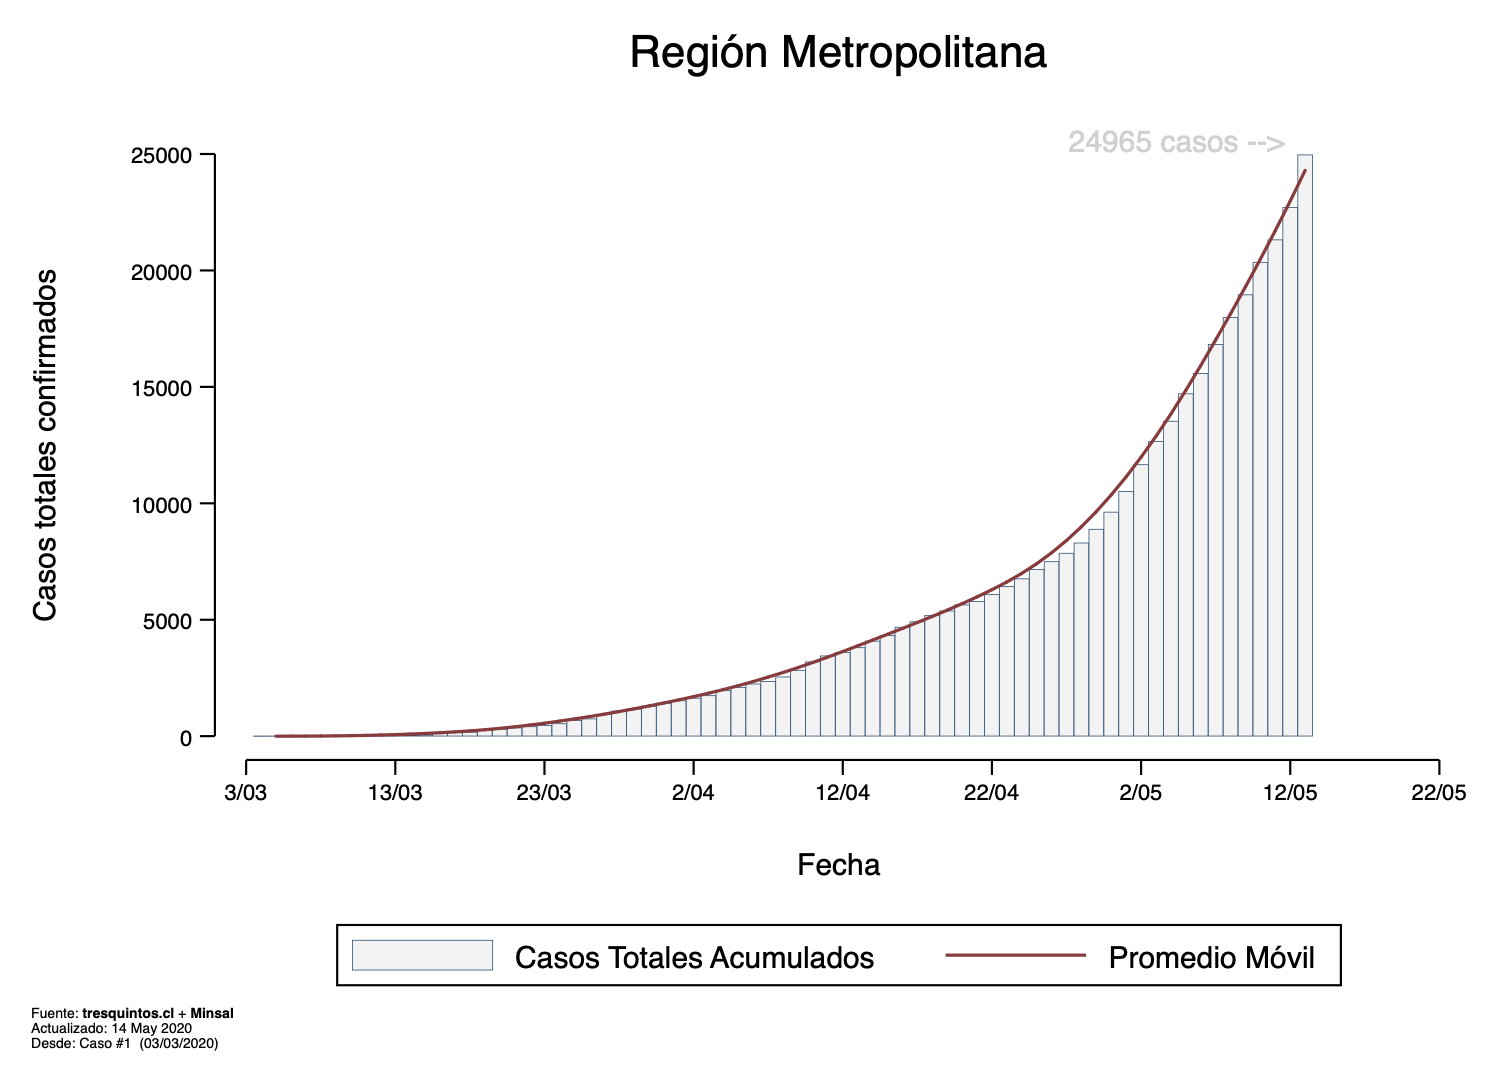 Región Metropolitana
24965 casos -->
Casos totales confirmados
25000
20000
15000
10000
5000
0
3/03 13/03 23/03 2/04 12/04 22/04 2/05 12/05 22/05
Fecha
Casos Totales Acumulados Promedio Móvil
Fuente: tresquintos.cl + Minsal
Actualizado: 14 May 2020
Desde: Caso #1 (03/03/2020)